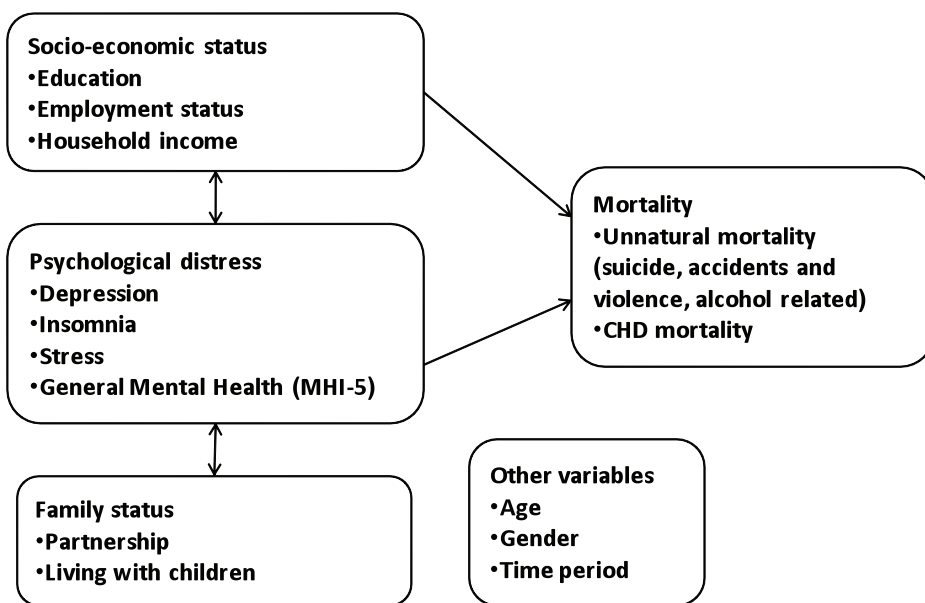 Socio-economic status
•Education
•Employment status
•Household income
Psychological distress
•Depression
•Insomnia
•Stress
•General Mental Health (MHI-5)
Family status
•Partnership
•Living with children
Mortality
•Unnatural mortality
(suicide, accidents and
violence, alcohol related)
•CHD mortality
Other variables
•Age
•Gender
•Time period